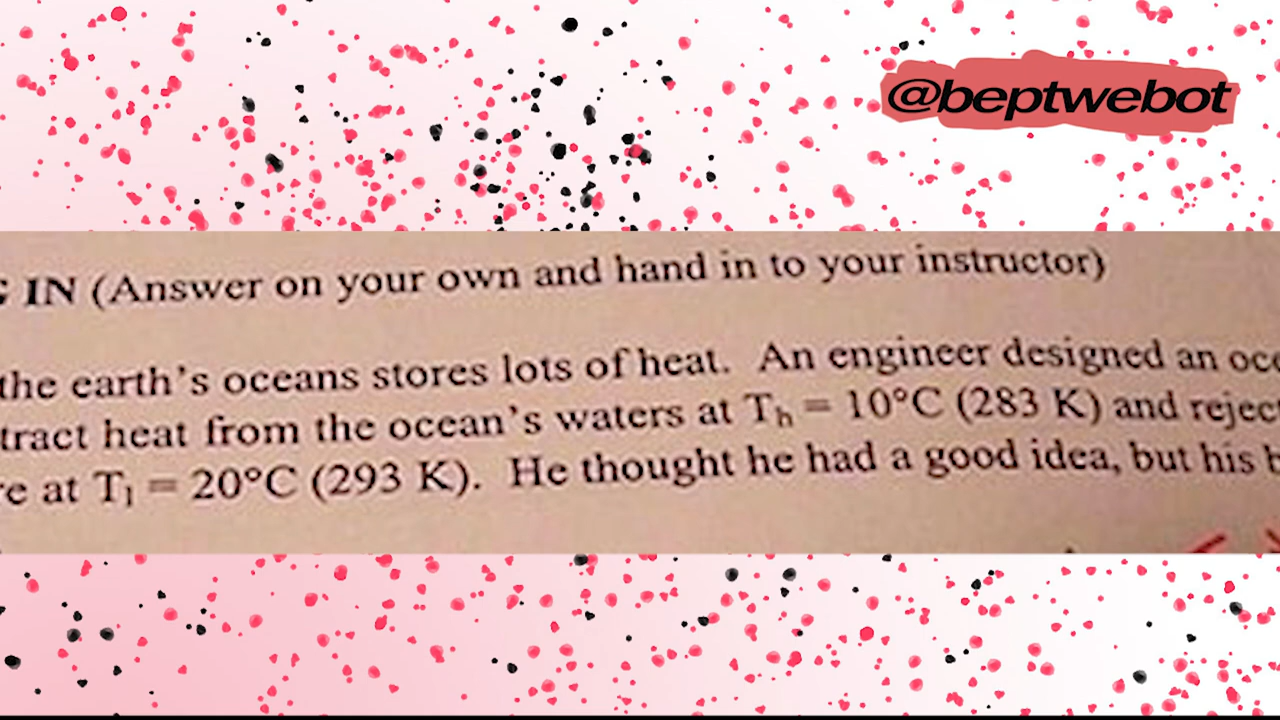 @beptwebot
IN (Answer on your own and hand in to your instructor)
the earth's oceans stores lots of heat. An engineer designed an
tract heat from the ocean's waters at Th = 10°C (283 K) and rejec
re at Tl = 20°C (293 K). He thought he had a good idea, but his